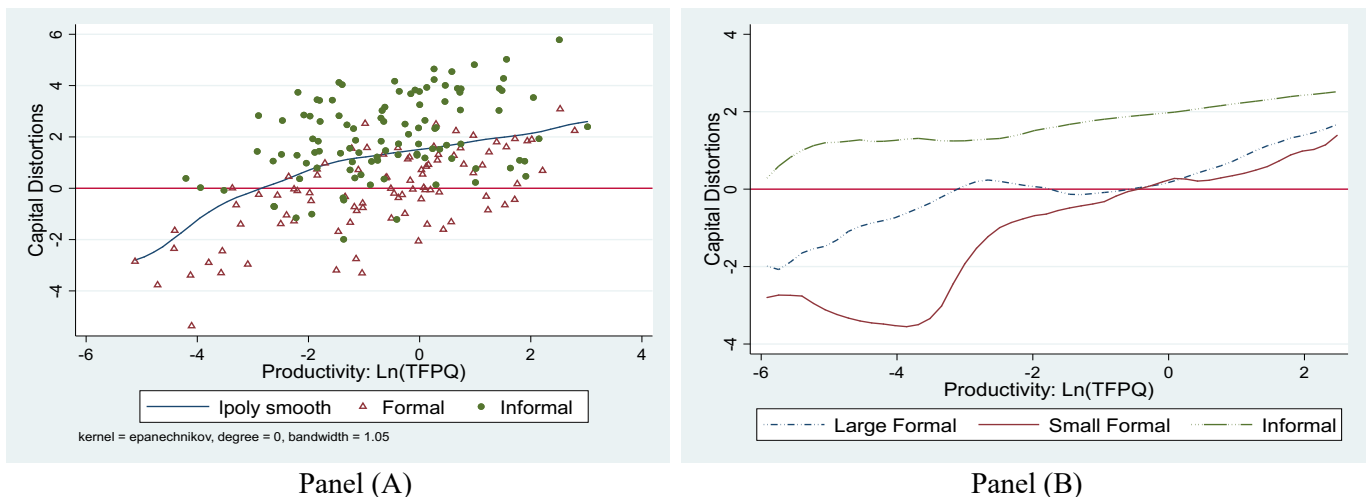 Capital Distortions
6
4
2
0
-2
-4
-6
-4
-2
0
2
4
Productivity: Ln(TFPQ)
lpoly smooth Formal Informal
kernel = epanechnikov, degree = 0, bandwidth = 1.05
Panel (A)
Capital Distortions
4
2
0
-2
-4
-6
-4
-2
0
2
Productivity: Ln(TFPQ)
Large Formal Small Formal Informal
Panel (B)